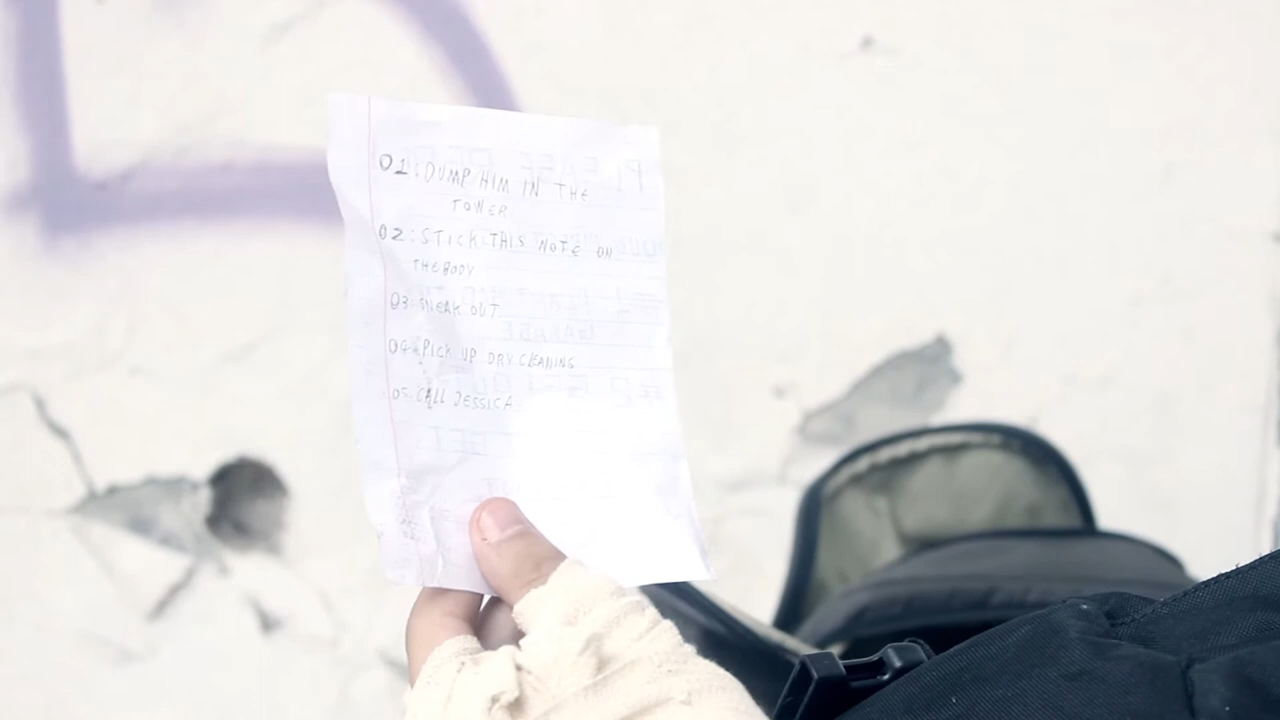 01: DUMP HIM IN THE
TOWER
02: STICK THIS NOTE ON
THE BODY
03: SNEAK OUT
04: PICK UP DRY CLEANING
05: CALL JESSICA